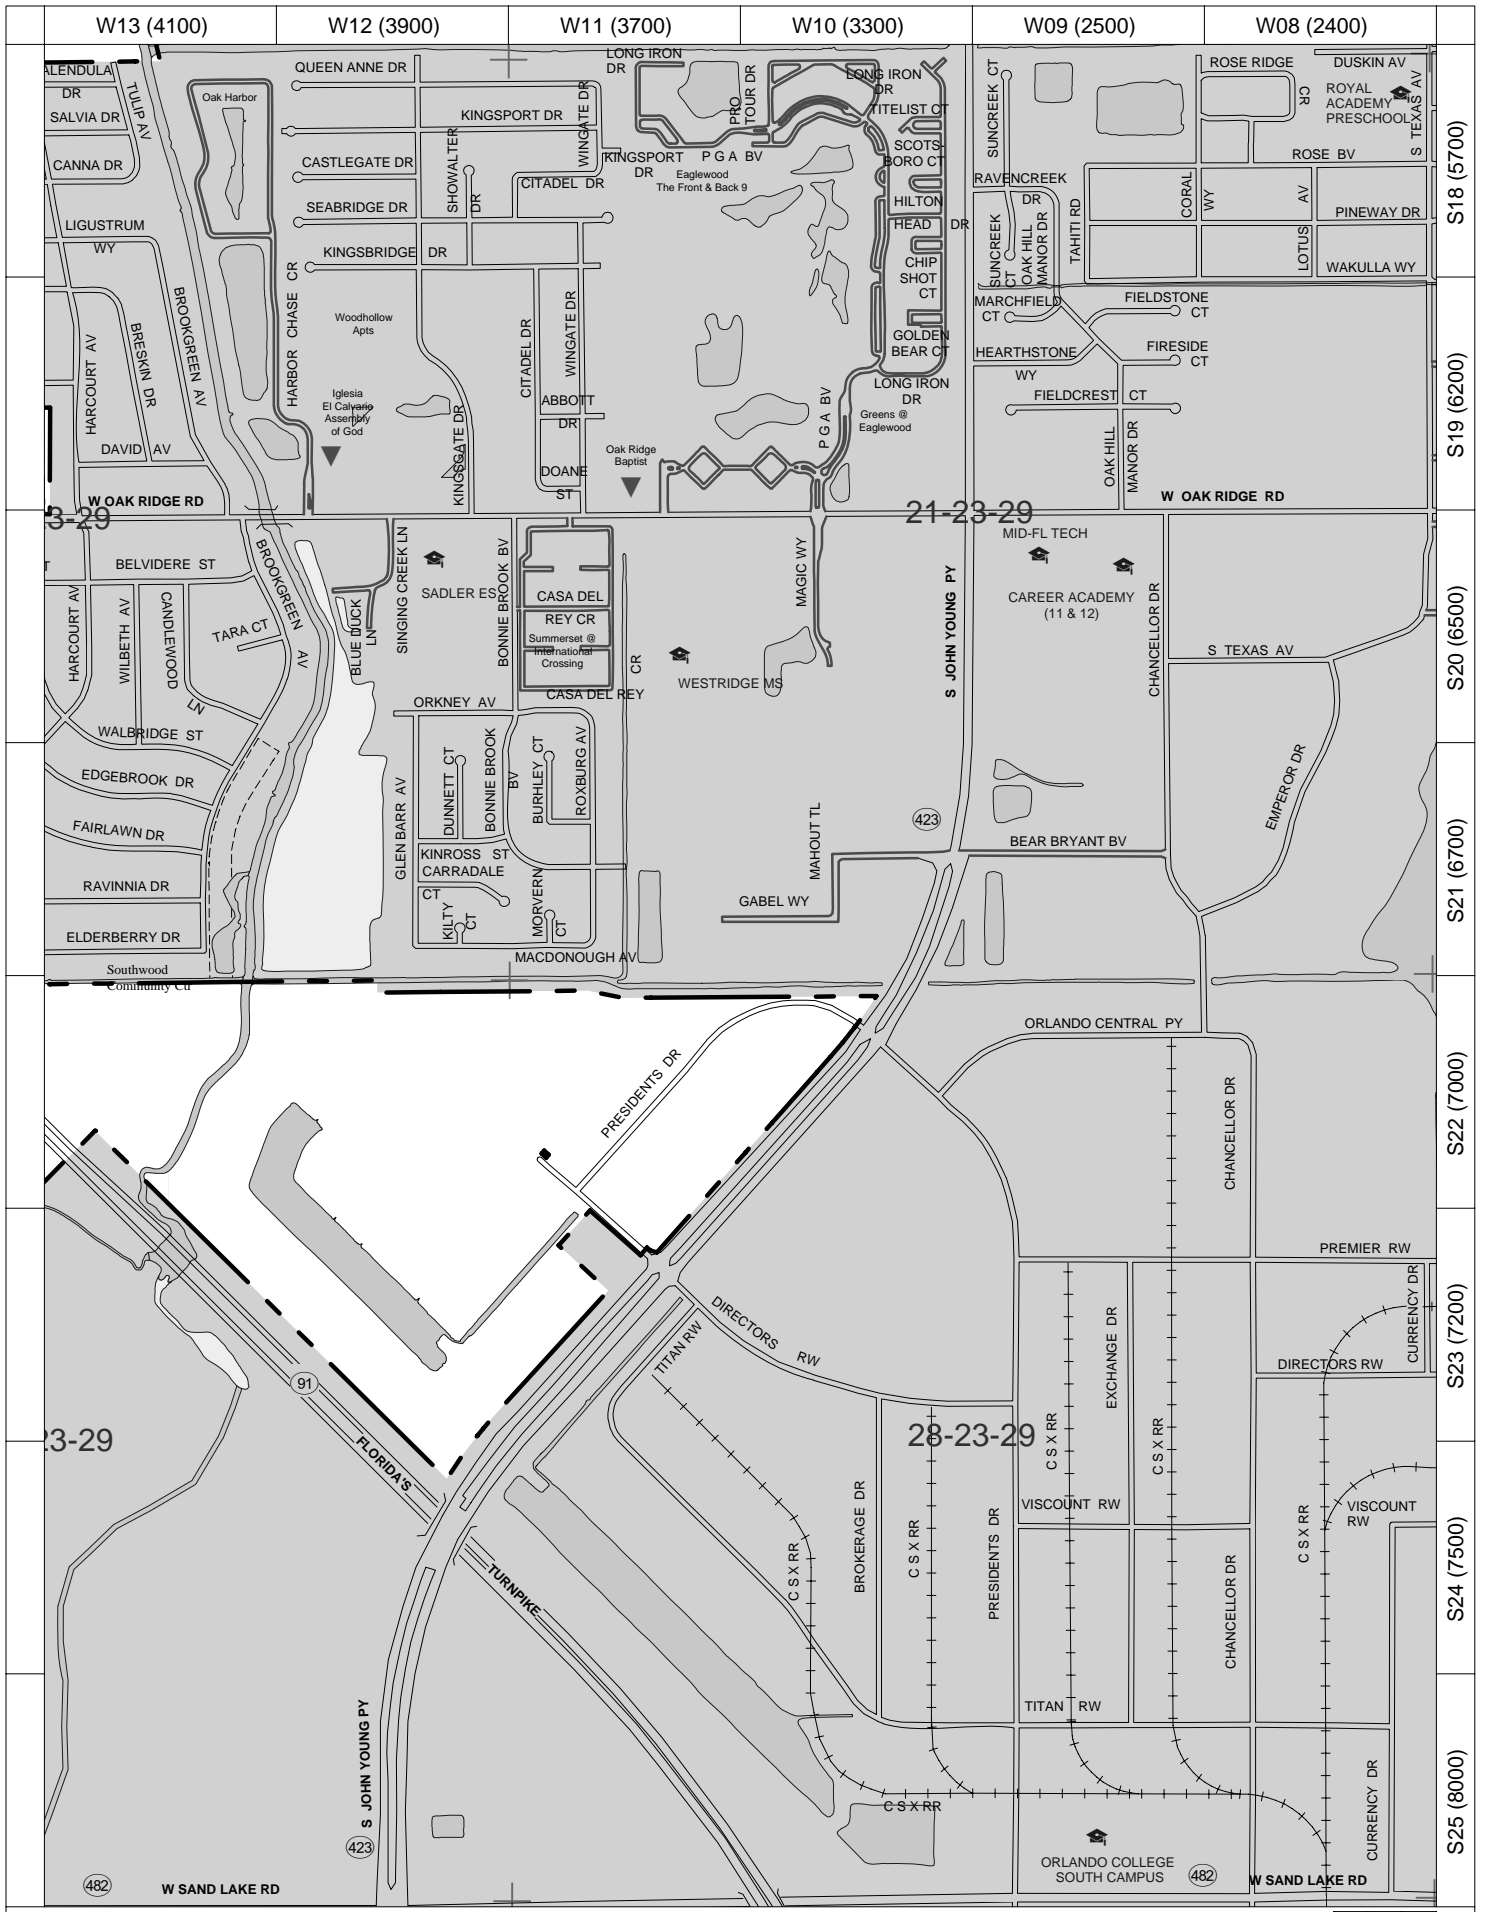 W13 (4100)
W12 (3900)
W11 (3700)
W10 (3300)
W09 (2500)
W08 (2400)
S18 (5700)
S19 (6200)
S20 (6500)
S21 (6700)
S22 (7000)
S23 (7200)
S24 (7500)
S25 (8000)
ALENDULA
DR
TULIP AV
SALVIA DR
CANNA DR
LIGUSTRUM
WY
Oak Harbor
QUEEN ANNE DR
KINGSPORT DR
CASTLEGATE DR
SHOWALTER
DR
CITADEL DR
SEABRIDGE DR
KINGSBRIDGE DR
WINGATE DR
LONG IRON
DR
KINGSPORT
DR
P G A BV
PRO
TOUR DR
Eaglewood
The Front & Back 9
LONG IRON
DR
TITELIST CT
SCOTS-
BORO CT
HILTON
HEAD DR
CHIP
SHOT
CT
GOLDEN
BEAR CT
LONG IRON
DR
SUNCREEK CT
RAVENCREEK
DR
SUNCREEK
CT
OAK HILL
MANOR DR
TAHITI RD
CORAL
WY
LOTUS
AV
ROSE RIDGE
CR
DUSKIN AV
ROYAL
ACADEMY
PRESCHOOL
S TEXAS AV
ROSE BV
PINEWAY DR
WAKULLA WY
MARCHFIELD
CT
FIELDSTONE
CT
HEARTHSTONE
WY
FIRESIDE
CT
FIELDCREST CT
OAK HILL
MANOR DR
HARCOURT AV
BRESKIN DR
BROOKGREEN AV
HARBOR CHASE CR
DAVID AV
Woodhollow
Apts
Iglesia
El Calvario
Assembly
of God
KINGSGATE DR
CITADEL DR
WINGATE DR
ABBOTT
DR
DOANE
ST
Oak Ridge
Baptist
P G A BV
Greens @
Eaglewood
W OAK RIDGE RD
W OAK RIDGE RD
3-29
21-23-29
BELVIDERE ST
HARCOURT AV
WILBETH AV
CANDLEWOOD
LN
TARA CT
BROOKGREEN
AV
WALBRIDGE ST
EDGEBROOK DR
FAIRLAWN DR
RAVINNIA DR
ELDERBERRY DR
Southwood
Community Ctr
BLUE DUCK
LN
SINGING CREEK LN
SADLER ES
BONNIE BROOK BV
CASA DEL
REY CR
Summerset @
International
Crossing
CASA DEL REY
CR
WESTRIDGE MS
MAGIC WY
ORKNEY AV
GLEN BARR AV
DUNNETT CT
BONNIE BROOK
BV
BURHLEY CT
ROXBURG AV
KINROSS ST
CARRADALE
CT
KILTY
CT
MORVERN
CT
MACDONOUGH AV
MAHOUT TL
GABEL WY
423
S JOHN YOUNG PY
MID-FL TECH
CAREER ACADEMY
(11 & 12)
CHANCELLOR DR
S TEXAS AV
EMPEROR DR
BEAR BRYANT BV
PRESIDENTS DR
ORLANDO CENTRAL PY
CHANCELLOR DR
PREMIER RW
DIRECTORS
RW
TITAN RW
EXCHANGE DR
CURRENCY DR
DIRECTORS RW
91
FLORIDA'S
TURNPIKE
23-29
28-23-29
C S X RR
C S X RR
C S X RR
C S X RR
C S X RR
VISCOUNT RW
VISCOUNT
RW
BROKERAGE DR
PRESIDENTS DR
CHANCELLOR DR
TITAN RW
S JOHN YOUNG PY
423
C S X RR
CURRENCY DR
ORLANDO COLLEGE
SOUTH CAMPUS
482
W SAND LAKE RD
482
W SAND LAKE RD